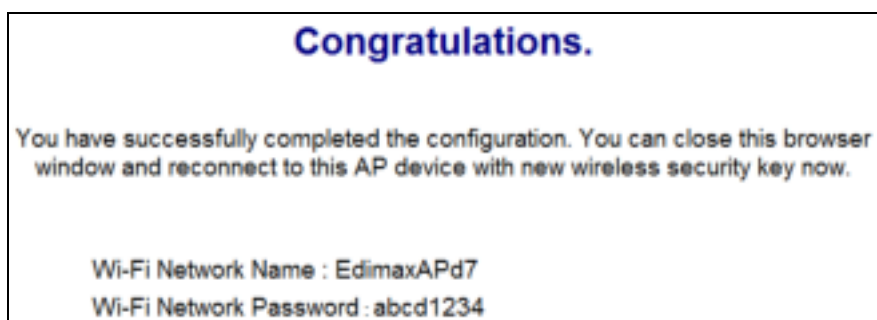 Congratulations.
You have successfully completed the configuration. You can close this browser
window and reconnect to this AP device with new wireless security key now.
Wi-Fi Network Name : EdimaxAPd7
Wi-Fi Network Password : abcd1234